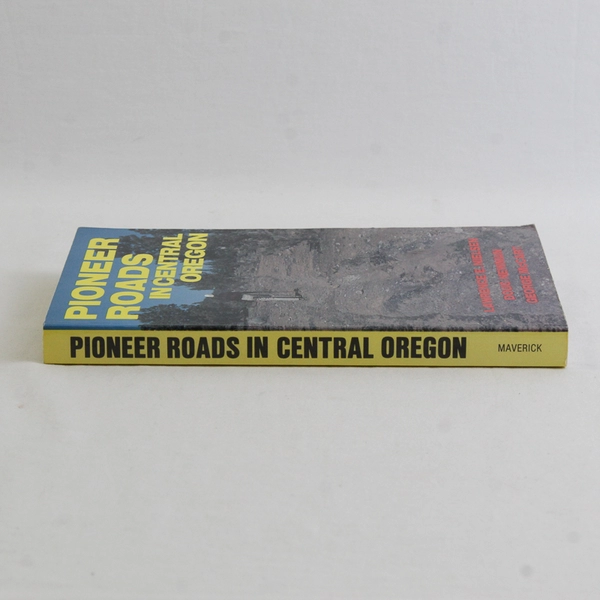 PIONEER
ROADS
IN CENTRAL
OREGON
PIONEER ROADS IN CENTRAL OREGON
MAVERICK